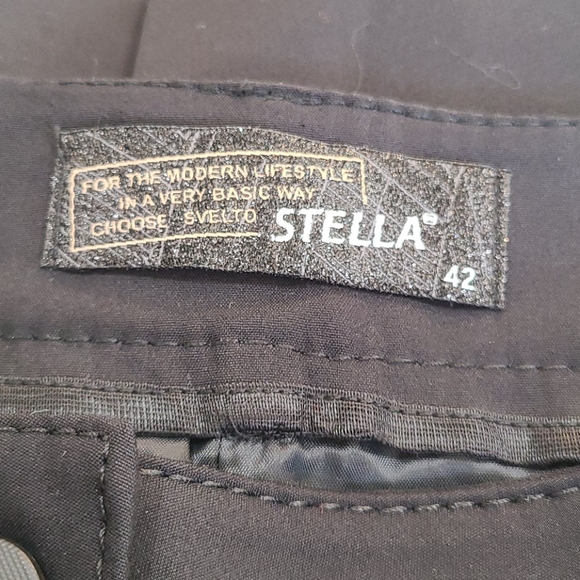 FOR THE MODERN LIFESTYLE
IN A VERY BASIC WAY
CHOOSE SVELTO
STELLA®
42